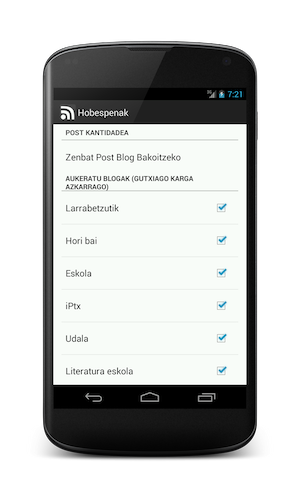 3G 7:21
Hobespenak
POST KANTIDADEA
Zenbat Post Blog Bakoitzeko
AUKERATU BLOGAK (GUTXIAGO KARGA
AZKARRAGO)
Larrabetzutik
Hori bai
Eskola
iPtx
Udala
Literatura eskola